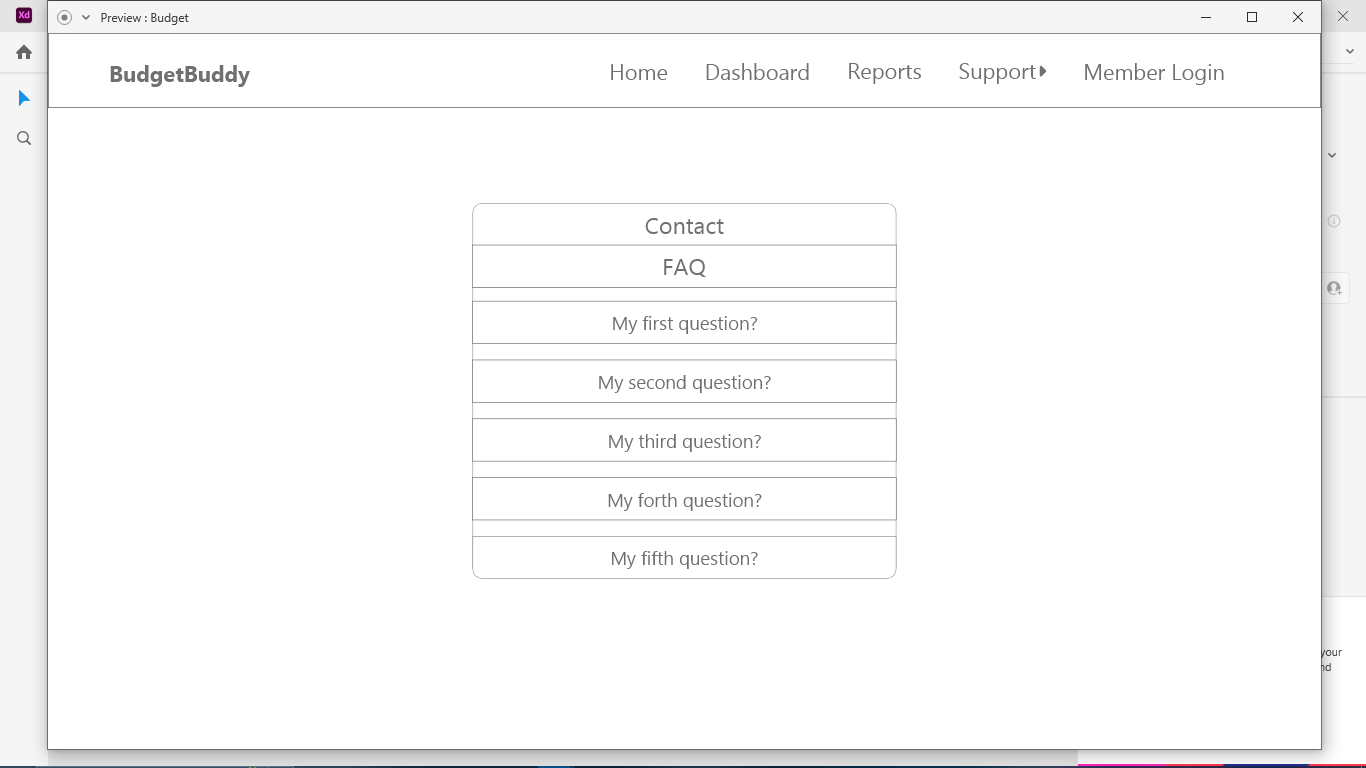 Xd
Preview : Budget
BudgetBuddy
Home
Dashboard
Reports
Support
Member Login
Contact
FAQ
My first question?
My second question?
My third question?
My forth question?
My fifth question?
your
nd